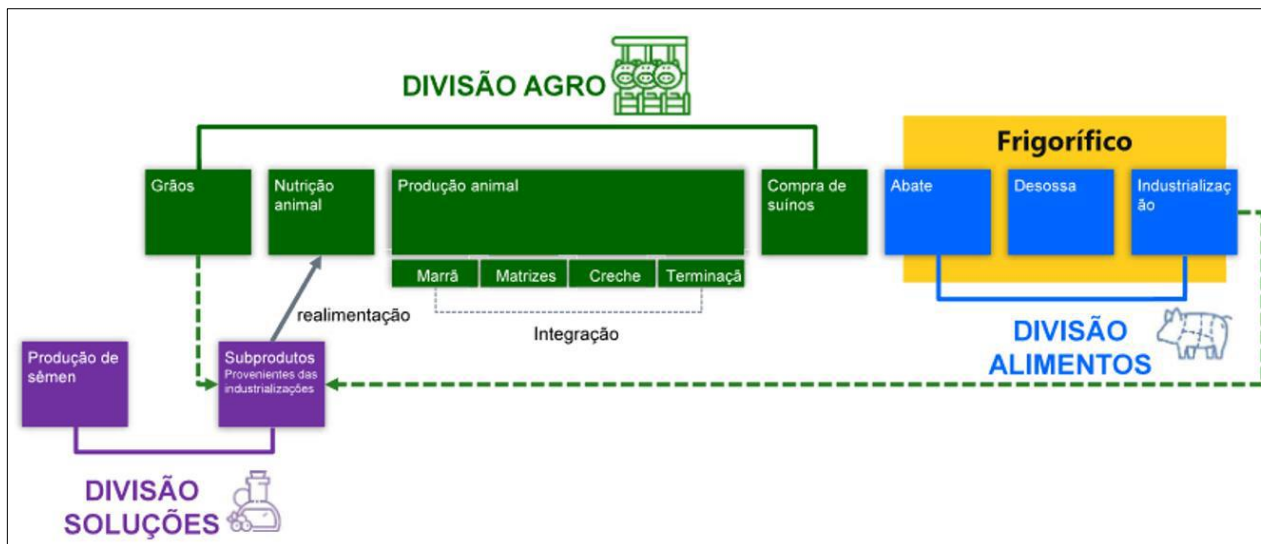 DIVISÃO AGRO
Grãos
Nutrição
animal
Produção animal
Marrã
Matrizes
Creche
Terminaçã
Integração
Compra de
suínos
Frigorífico
Abate
Desossa
Industrializaç
ão
DIVISÃO
ALIMENTOS
realimentação
Produção de
sêmen
Subprodutos
Provenientes das
industrializações
DIVISÃO
SOLUÇÕES